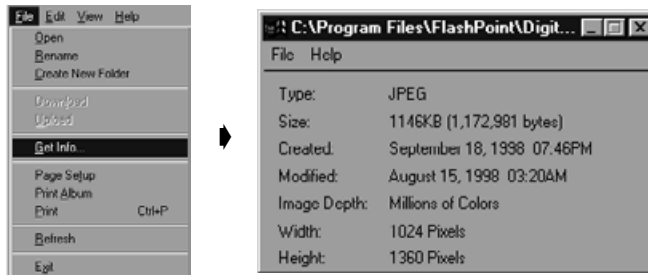 File Edit View Help
Open
Rename
Create New Folder
Download
Upload
Get Info...
Page Setup
Print Album
Print Ctrl+P
Refresh
Exit
C:\Program Files\FlashPoint\Digit...
File Help
Type: JPEG
Size: 1146KB (1,172,981 bytes)
Created: September 18, 1998 07.46PM
Modified: August 15, 1998 03:20AM
Image Depth: Millions of Colors
Width: 1024 Pixels
Height: 1360 Pixels